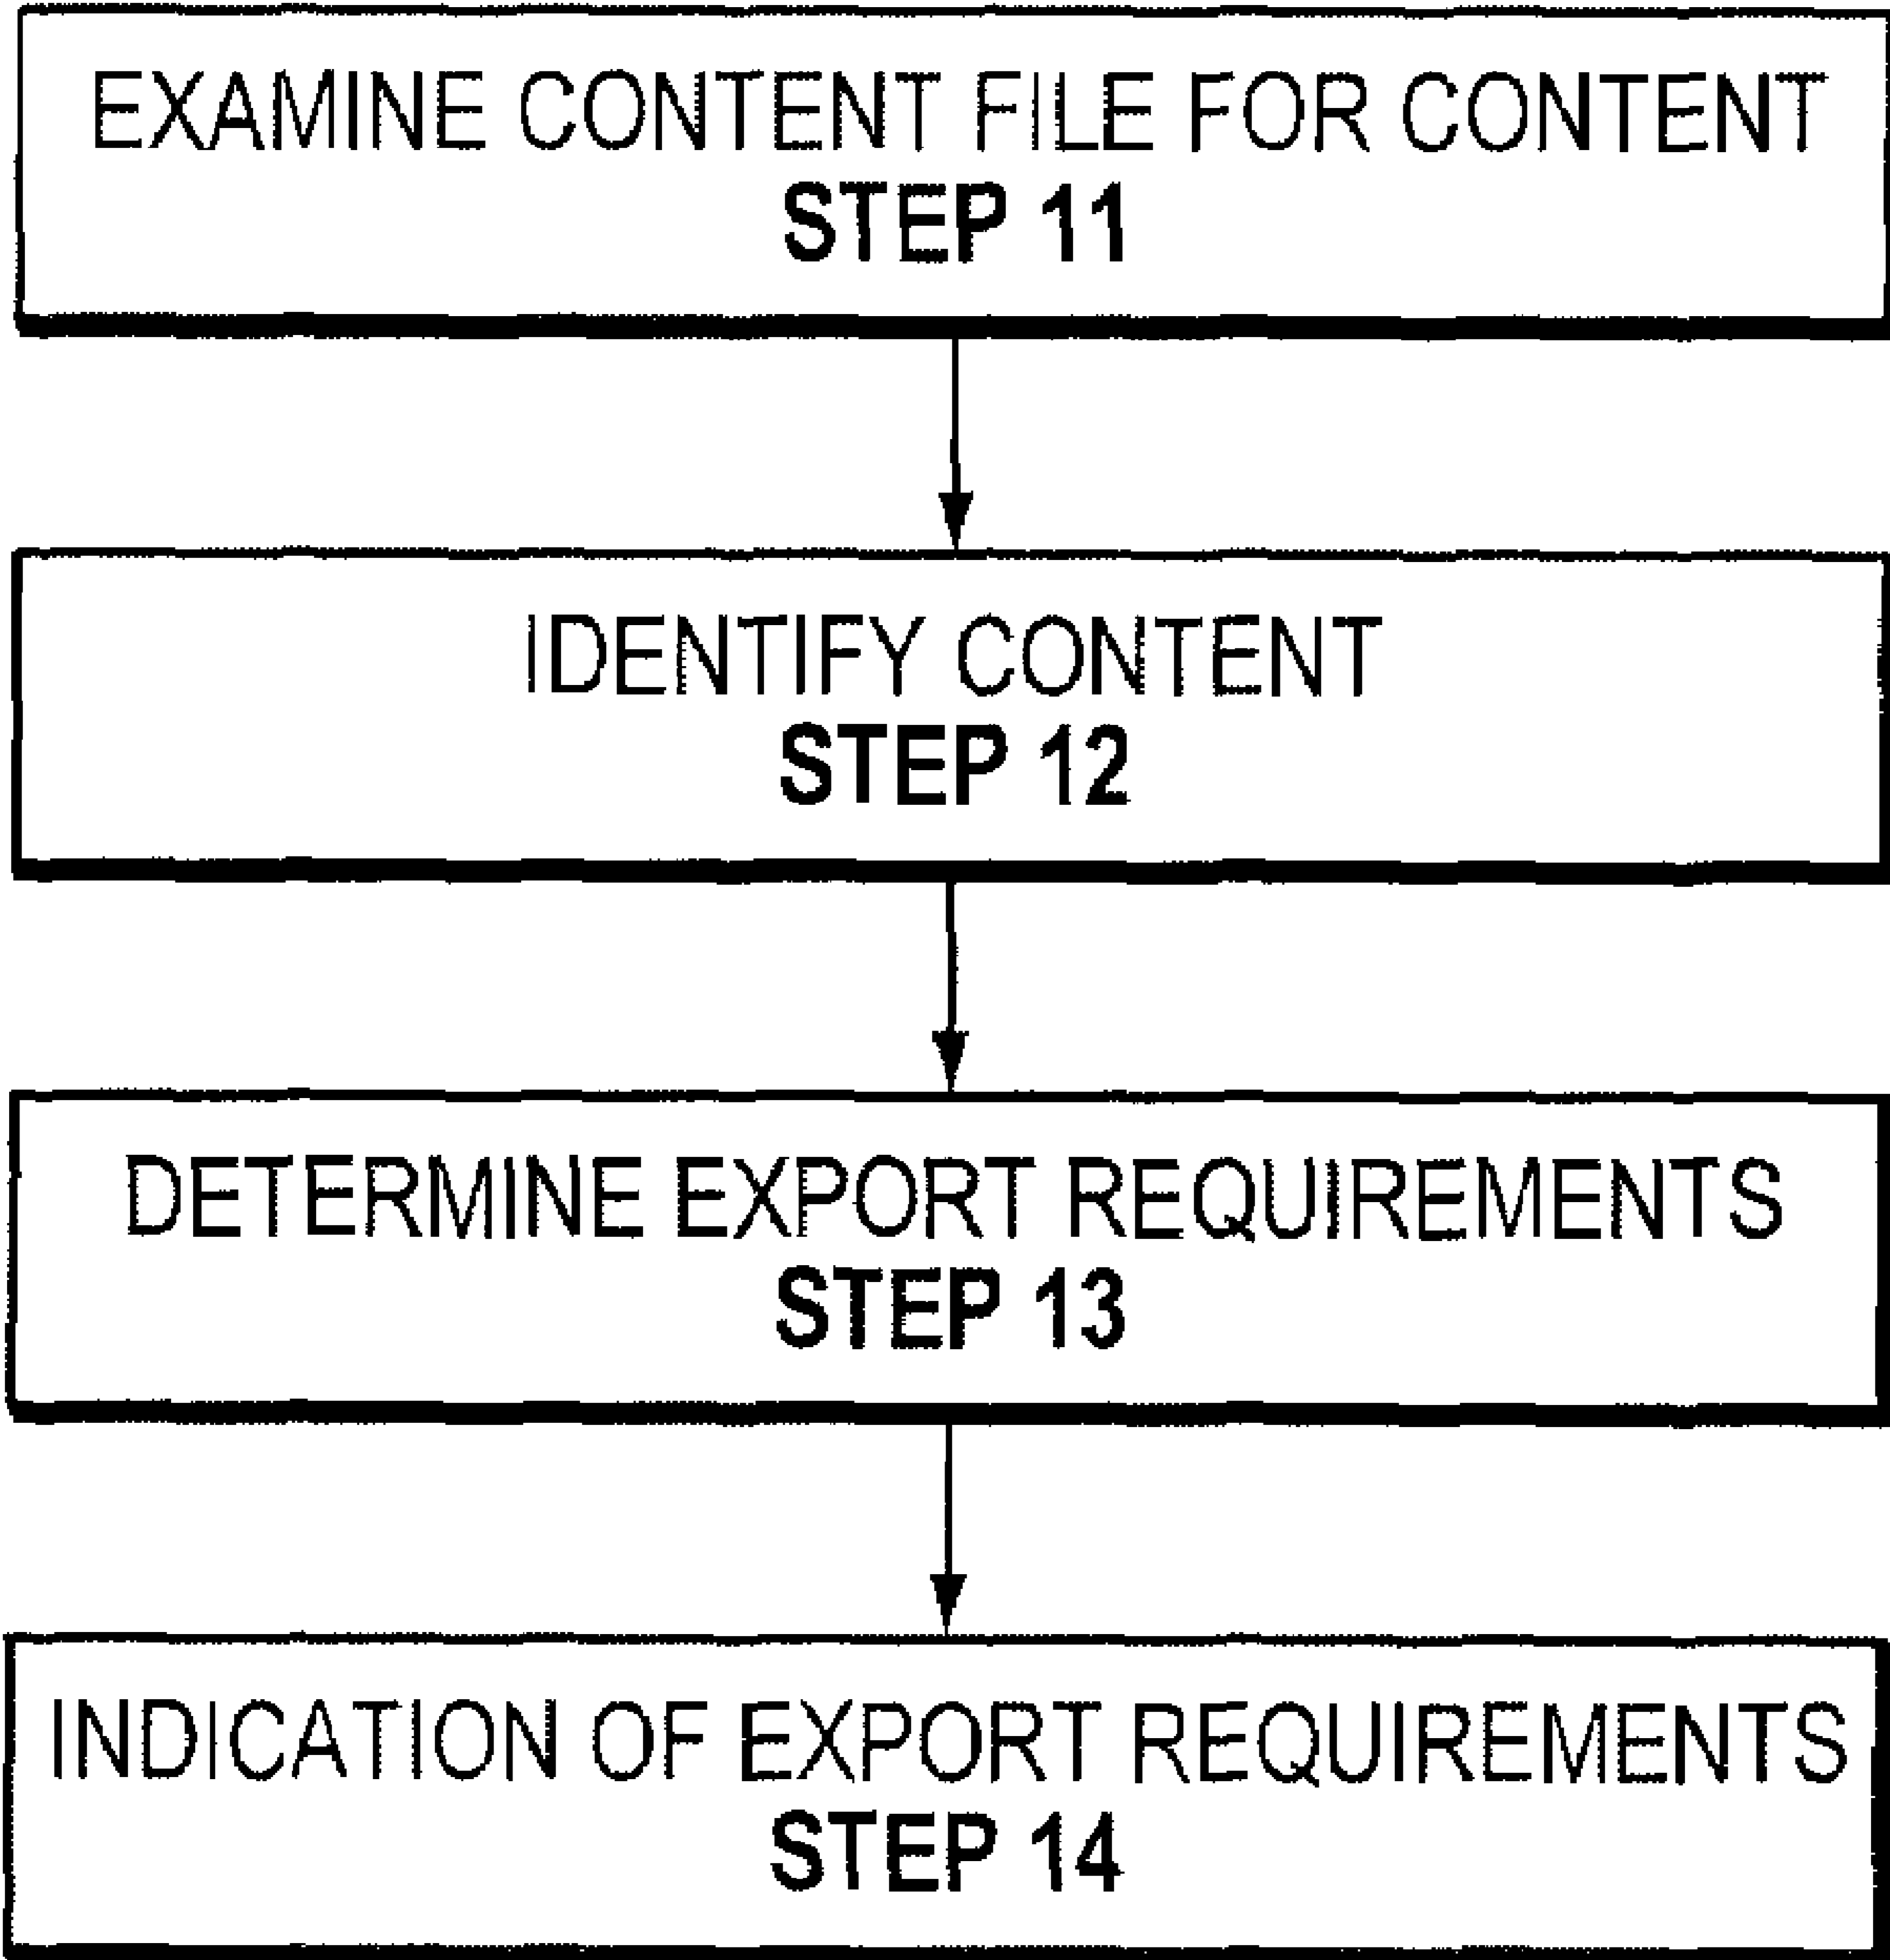 EXAMINE CONTENT FILE FOR CONTENT
STEP 11
IDENTIFY CONTENT
STEP 12
DETERMINE EXPORT REQUIREMENTS
STEP 13
INDICATION OF EXPORT REQUIREMENTS
STEP 14